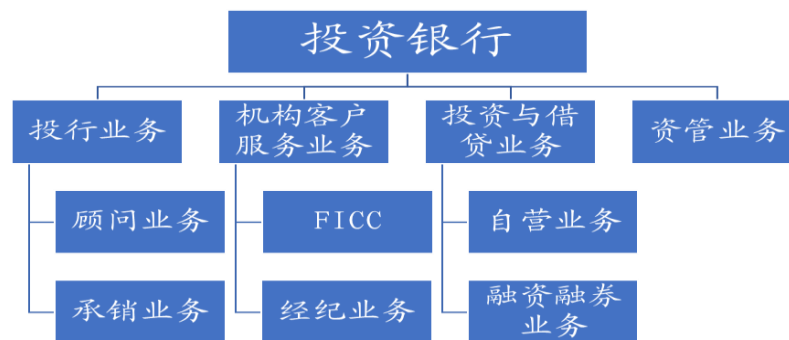 投资银行
投行业务
机构客户
服务业务
投资与借
贷业务
资管业务
顾问业务
FICC
自营业务
承销业务
经纪业务
融资融券
业务